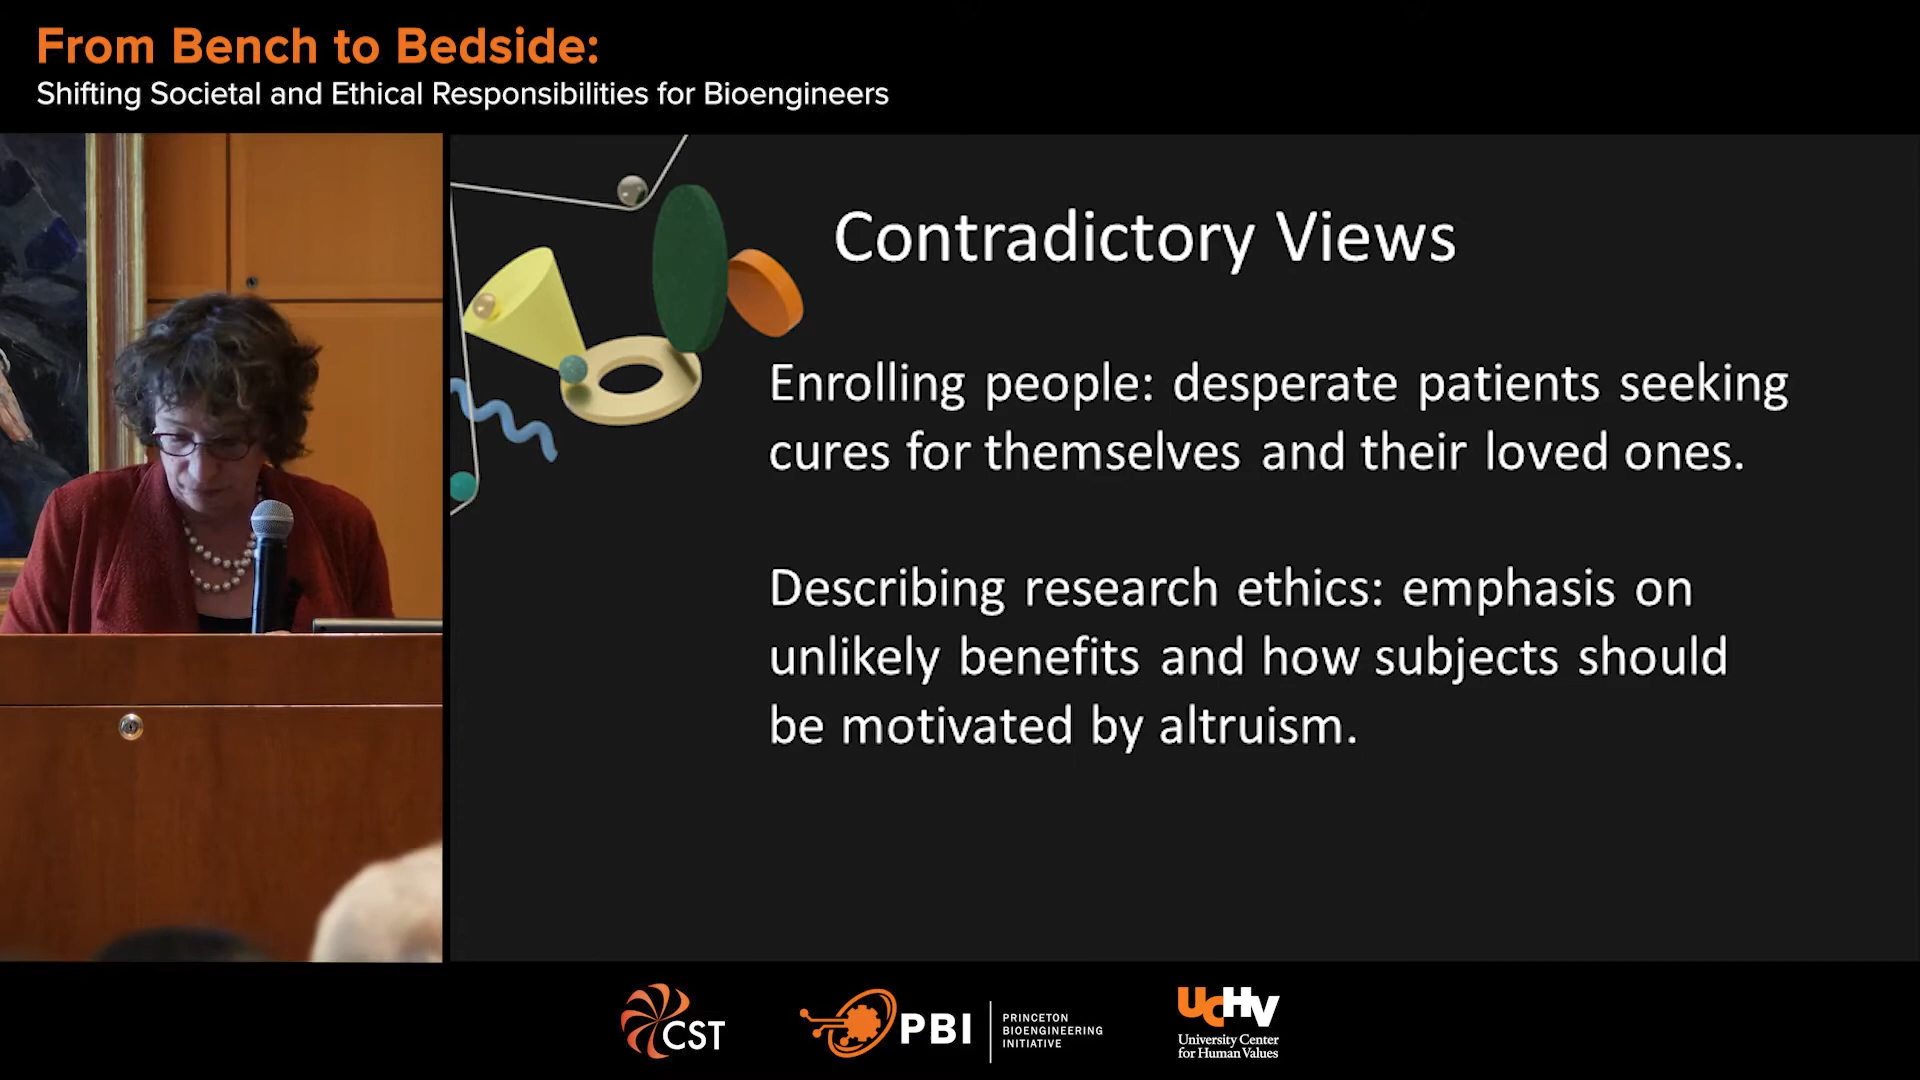 From Bench to Bedside:
Shifting Societal and Ethical Responsibilities for Bioengineers
Contradictory Views
Enrolling people: desperate patients seeking
cures for themselves and their loved ones.
Describing research ethics: emphasis on
unlikely benefits and how subjects should
be motivated by altruism.
CST
PBI
PRINCETON
BIOENGINEERING
INITIATIVE
UCHV
University Center
for Human Values